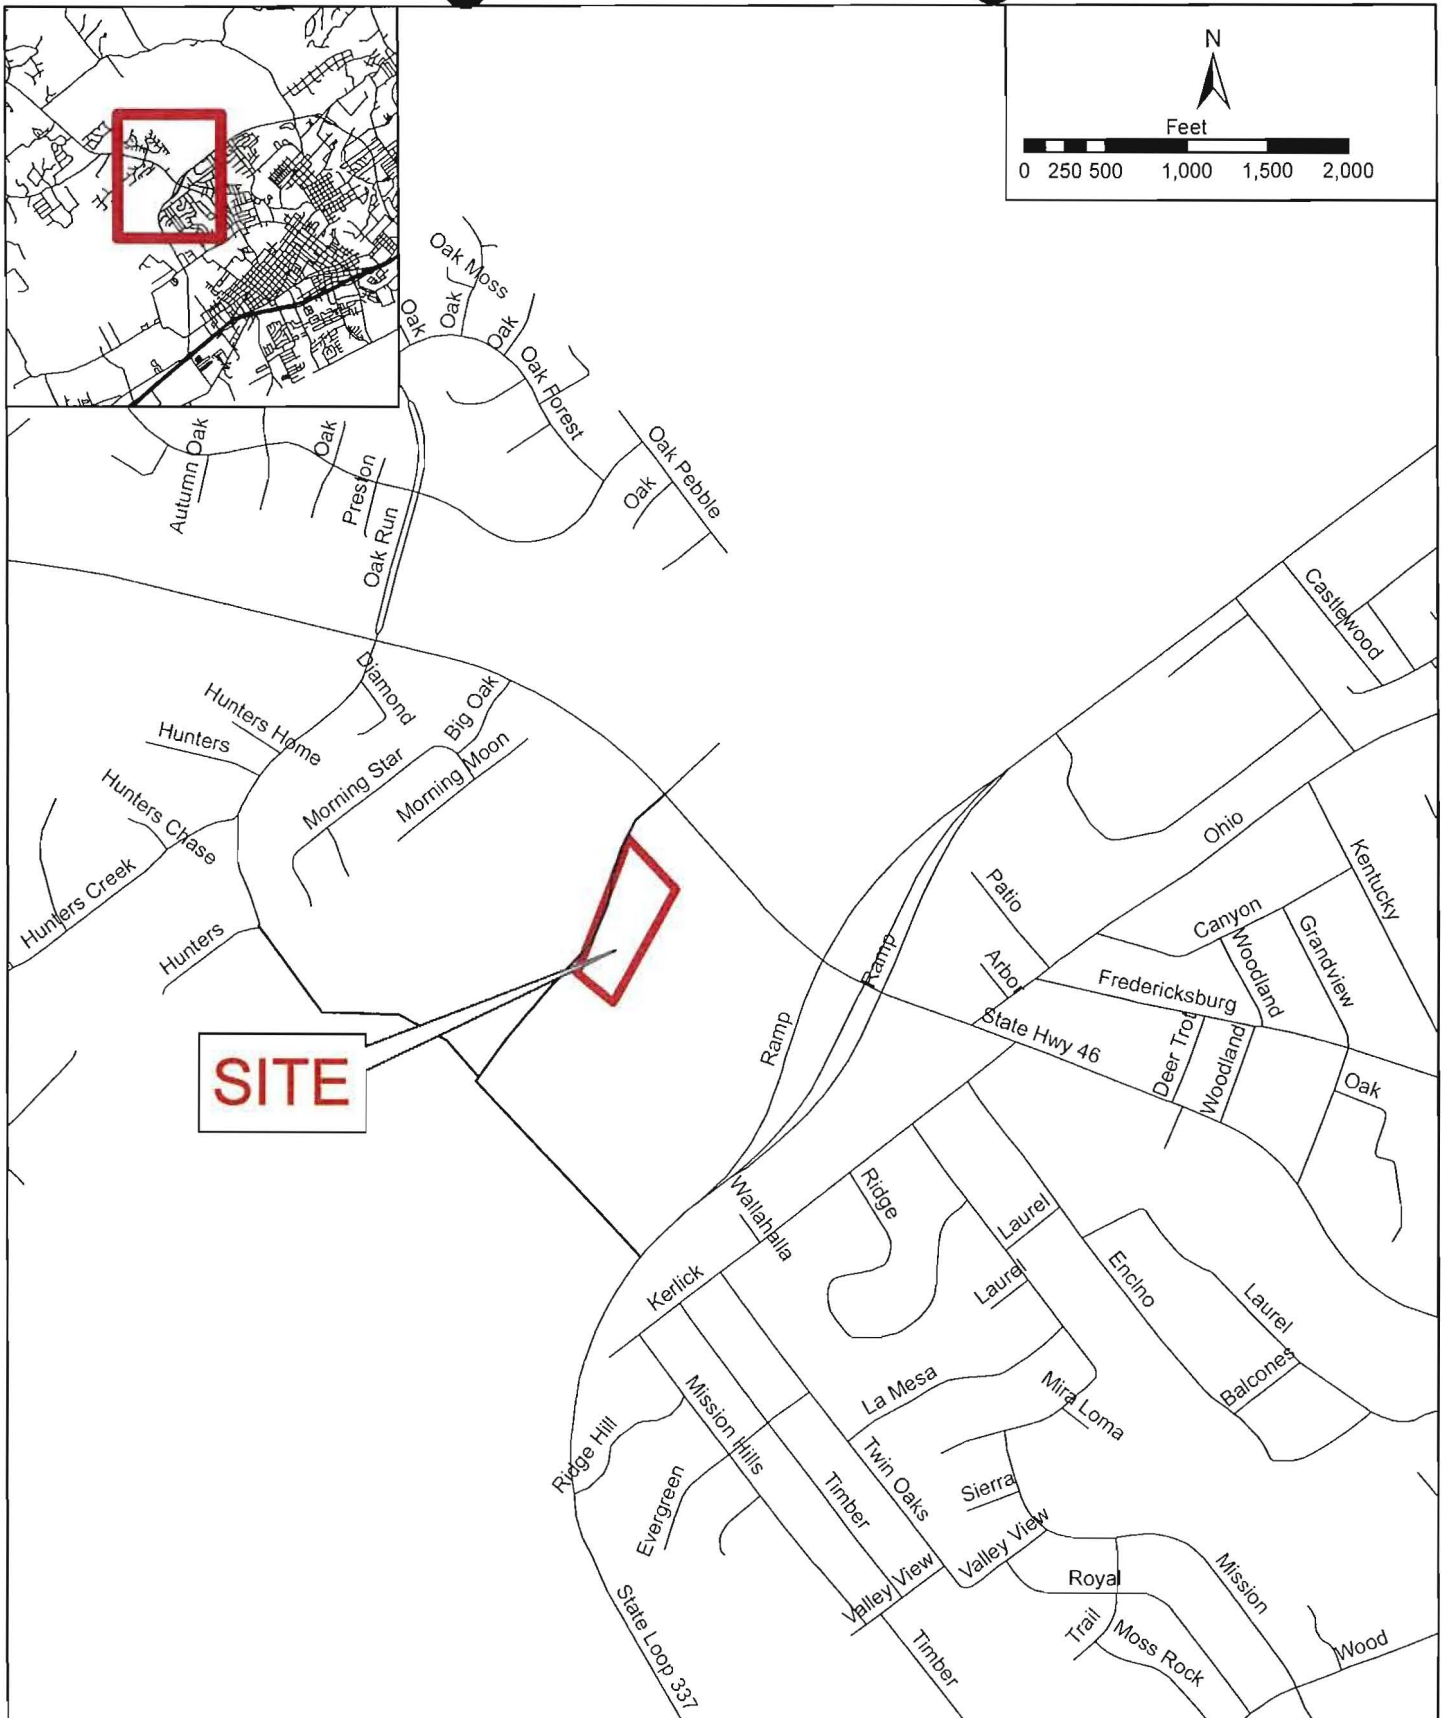 N
Feet
0 250 500 1,000 1,500 2,000
Oak Moss
Oak
Oak
Oak
Oak Forest
Oak Pebble
Oak
Autumn Oak
Oak
Preston
Oak Run
Castlewood
Diamond
Big Oak
Hunters Home
Hunters
Morning Star
Morning Moon
Hunters Chase
Hunters Creek
Hunters
Ohio
Kentucky
Patio
Canyon
Woodland
Grandview
Arbor
Fredericksburg
Ramp
Ramp
State Hwy 46
Deer Trot
Woodland
Oak
SITE
Wallahalla
Ridge
Laurel
Laurel
Encino
Laurel
Balcones
Kerlick
La Mesa
Mira Loma
Mission Hills
Ridge Hill
Evergreen
Timber
Twin Oaks
Sierra
Valley View
Valley View
Royal
Mission
Trail
Moss Rock
Wood
State Loop 337
Timber